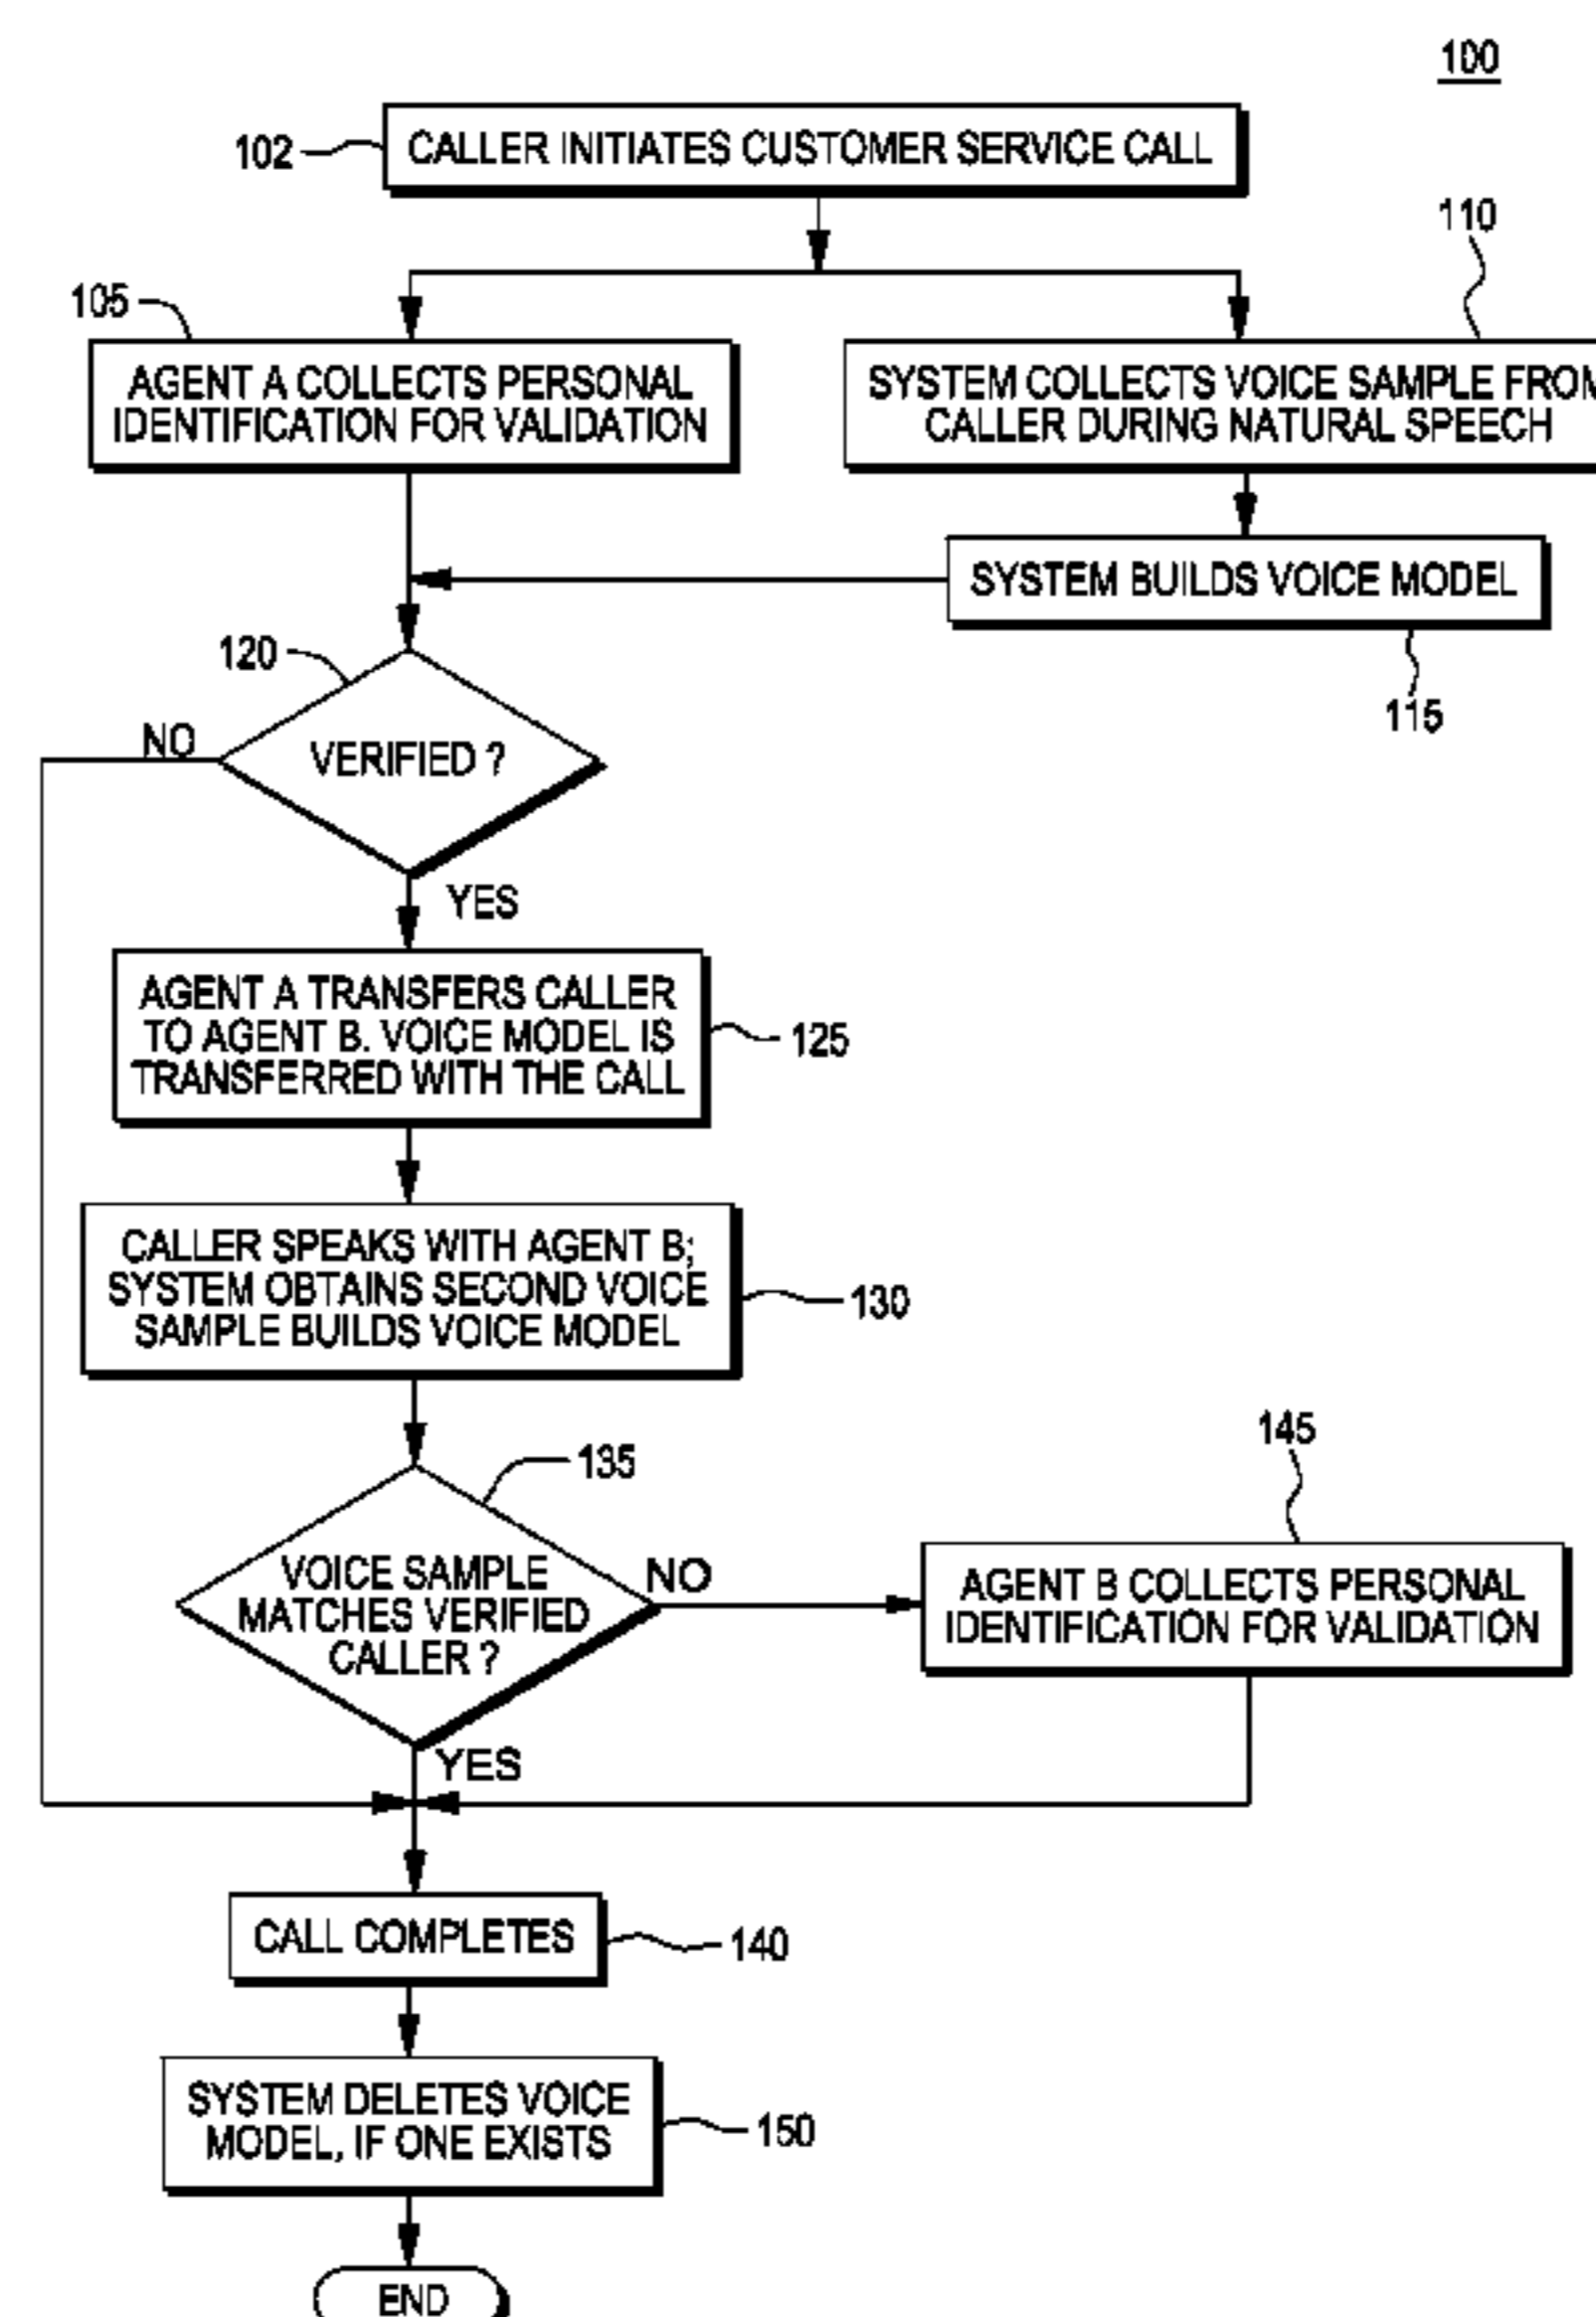 100
102
CALLER INITIATES CUSTOMER SERVICE CALL
110
105
AGENT A COLLECTS PERSONAL
IDENTIFICATION FOR VALIDATION
SYSTEM COLLECTS VOICE SAMPLE FROM
CALLER DURING NATURAL SPEECH
SYSTEM BUILDS VOICE MODEL
115
120
NO
VERIFIED ?
YES
AGENT A TRANSFERS CALLER
TO AGENT B. VOICE MODEL IS
TRANSFERRED WITH THE CALL
125
CALLER SPEAKS WITH AGENT B;
SYSTEM OBTAINS SECOND VOICE
SAMPLE BUILDS VOICE MODEL
130
135
145
VOICE SAMPLE
MATCHES VERIFIED
CALLER ?
NO
AGENT B COLLECTS PERSONAL
IDENTIFICATION FOR VALIDATION
YES
CALL COMPLETES
140
SYSTEM DELETES VOICE
MODEL, IF ONE EXISTS
150
END